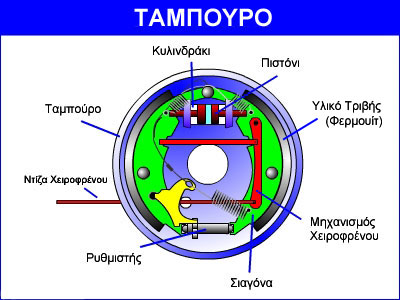 ΤΑΜΠΟΥΡΟ
Κυλινδράκι
Πιστόνι
Ταμπούρο
Υλικό Τριβής
(Φερμουίτ)
Ντίζα Χειροφρένου
Μηχανισμός
Χειροφρένου
Ρυθμιστής
Σιαγόνα